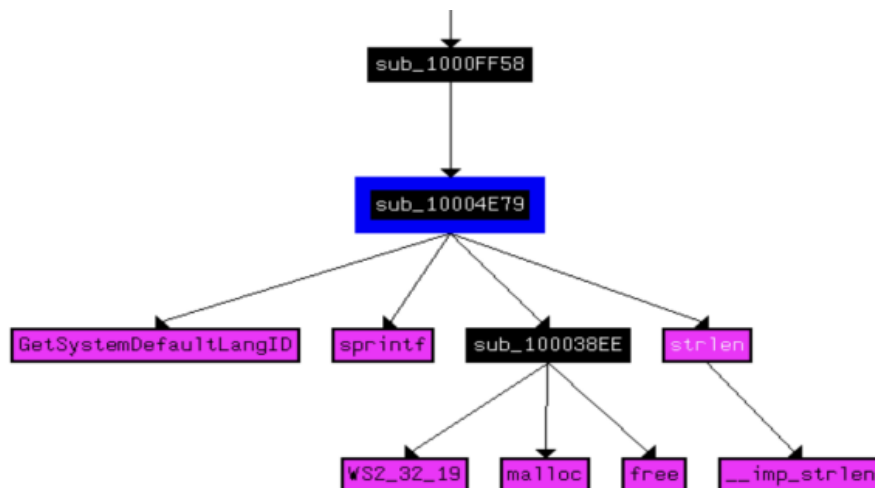 sub_1000FF58
sub_10004E79
GetSystemDefaultLangID sprintf sub_100038EE strlen
WS2_32_19 malloc free __imp_strlen